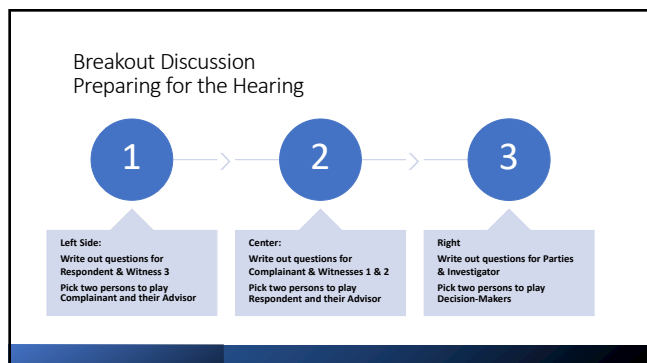 Breakout Discussion
Preparing for the Hearing
1
2
3
Left Side:
Write out questions for
Respondent & Witness 3
Pick two persons to play
Complainant and their Advisor
Center:
Write out questions for
Complainant & Witnesses 1 & 2
Pick two persons to play
Respondent and their Advisor
Right
Write out questions for Parties
& Investigator
Pick two persons to play
Decision-Makers